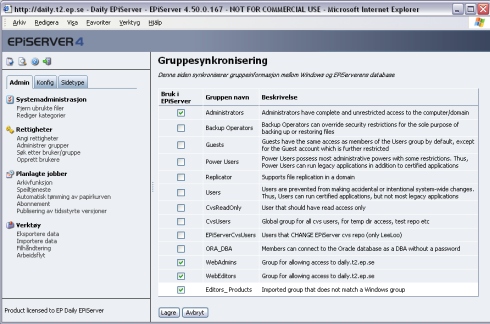 http://daily.t2.ep.se - Daily EPiServer - EPiServer 4.50.0.167 - NOT FOR COMMERCIAL USE - Microsoft Internet Explorer
Arkiv Redigera Visa Favoriter Verktyg Hjälp
EPiSERVER 4
Admin Konfig Sidetype
Systemadministrasjon
Fjern ubrukte filer
Rediger kategorier
Rettigheter
Angi rettigheter
Administrer grupper
Søk etter bruker/gruppe
Opprett brukere
Planlagte jobber
Arkivfunksjon
Speiltjeneste
Automatisk tømming av papirkurven
Abonnement
Publisering av tidsstyrte versjoner
Verktøy
Eksportere data
Importere data
Filhåndtering
Arbeidsflyt
Product licensed to EP Daily EPiServer
Gruppesynkronisering
Denne siden synkroniserer gruppeinformasjon mellom Windows og EPiServerens database
Bruk i EPiServer Gruppen navn Beskrivelse
Administrators Administrators have complete and unrestricted access to the computer/domain
Backup Operators Backup Operators can override security restrictions for the sole purpose of
backing up or restoring files
Guests Guests have the same access as members of the Users group by default, except
for the Guest account which is further restricted
Power Users Power Users possess most administrative powers with some restrictions. Thus,
Power Users can run legacy applications in addition to certified applications
Replicator Supports file replication in a domain
Users Users are prevented from making accidental or intentional system-wide changes.
Thus, Users can run certified applications, but not most legacy applications
CvsReadOnly User that should have read access only
CvsUsers Global group for all cvs users, for temp dir access, test repo etc
EPiServerCvsUsers Users that CHANGE EPiServer cvs repo (only LeeLoo)
ORA_DBA Members can connect to the Oracle database as a DBA without a password
WebAdmins Group for allowing access to daily.t2.ep.se
WebEditors Group for allowing access to daily.t2.ep.se
Editors_Products Imported group that does not match a Windows group
Lagre Avbryt